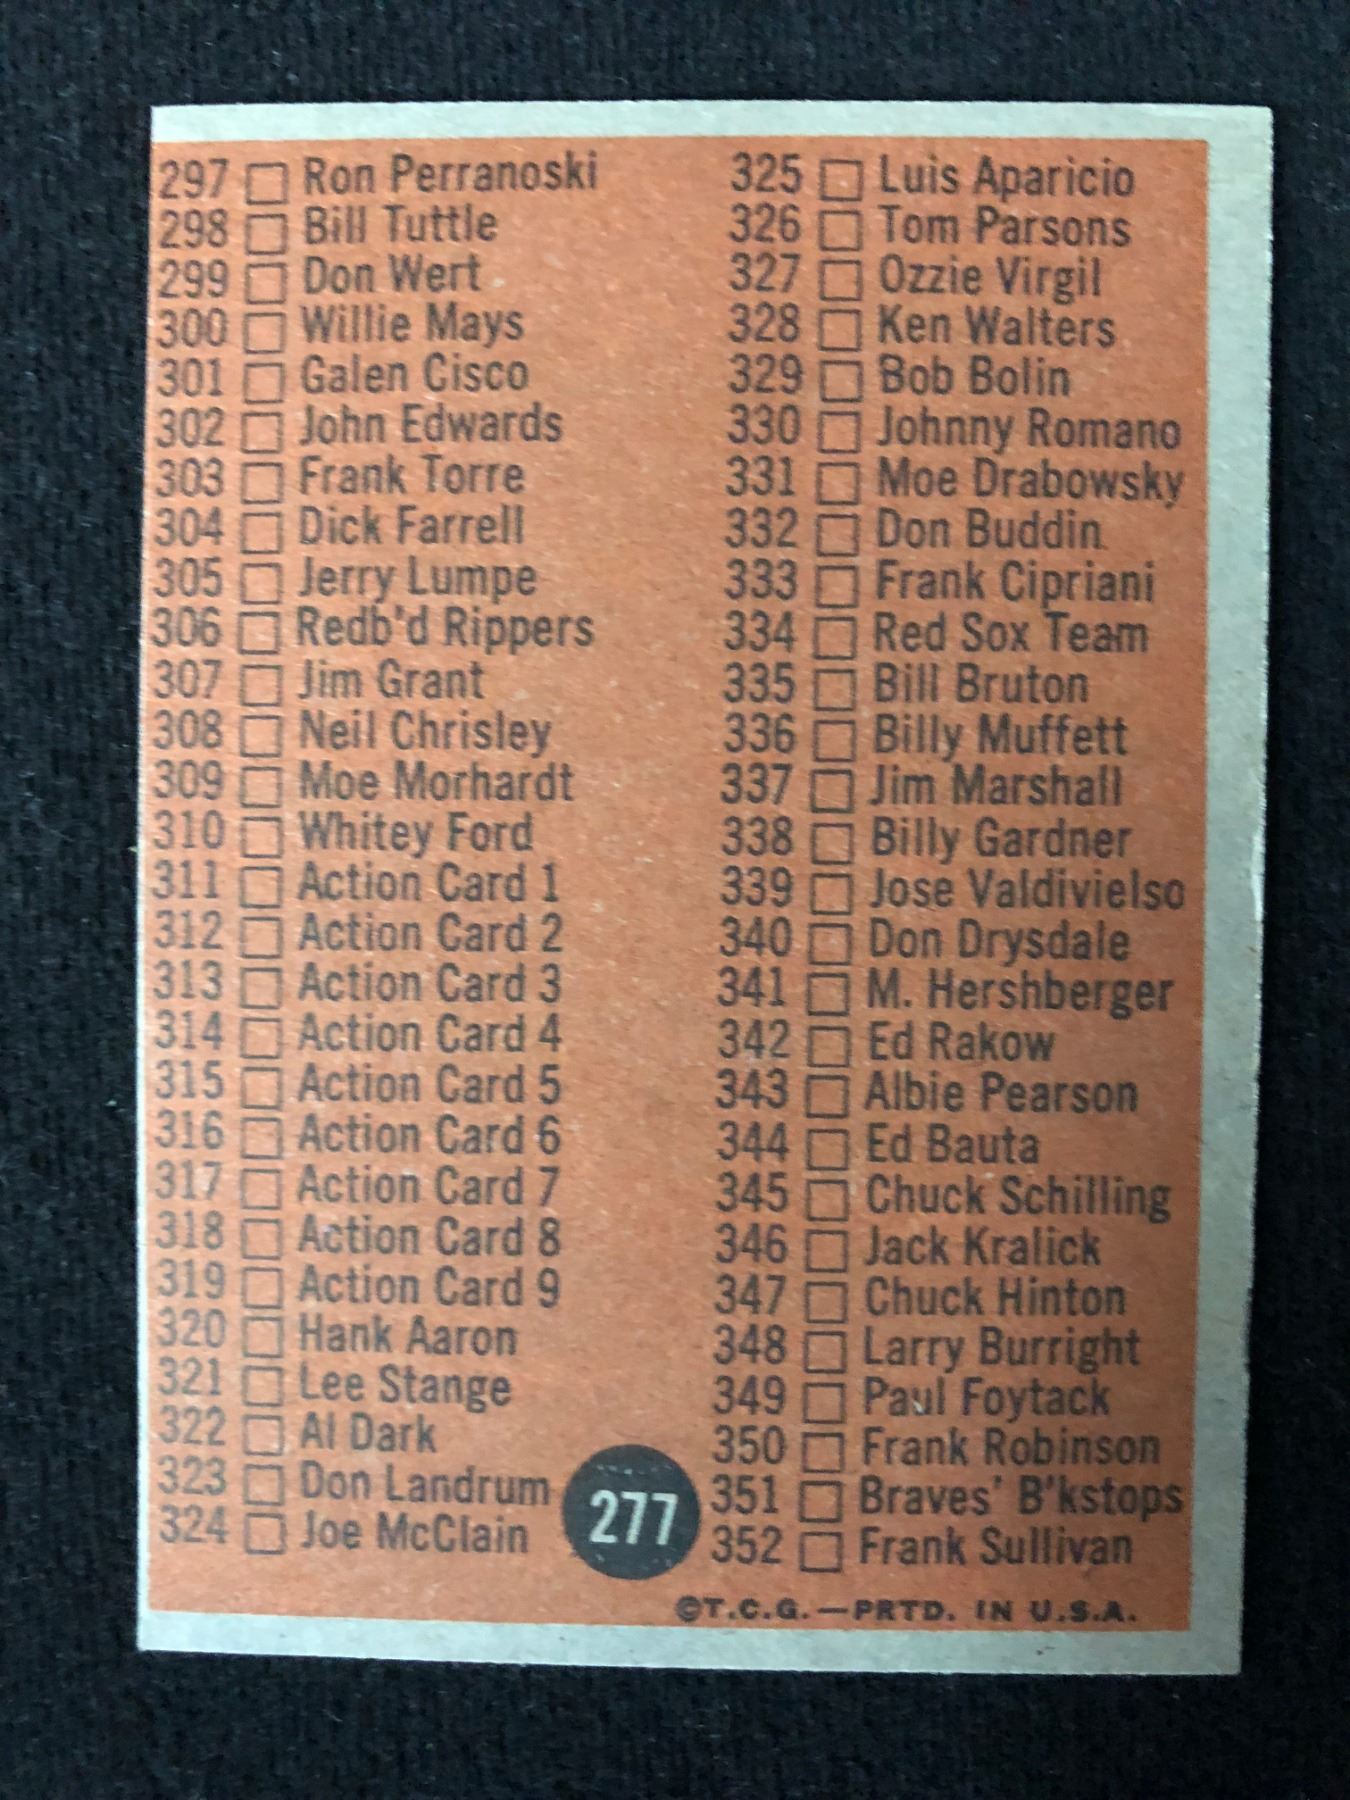 297 Ron Perranoski
298 Bill Tuttle
299 Don Wert
300 Willie Mays
301 Galen Cisco
302 John Edwards
303 Frank Torre
304 Dick Farrell
305 Jerry Lumpe
306 Redb'd Rippers
307 Jim Grant
308 Neil Chrisley
309 Moe Morhardt
310 Whitey Ford
311 Action Card 1
312 Action Card 2
313 Action Card 3
314 Action Card 4
315 Action Card 5
316 Action Card 6
317 Action Card 7
318 Action Card 8
319 Action Card 9
320 Hank Aaron
321 Lee Stange
322 Al Dark
323 Don Landrum
324 Joe McClain
277
325 Luis Aparicio
326 Tom Parsons
327 Ozzie Virgil
328 Ken Walters
329 Bob Bolin
330 Johnny Romano
331 Moe Drabowsky
332 Don Buddin
333 Frank Cipriani
334 Red Sox Team
335 Bill Bruton
336 Billy Muffett
337 Jim Marshall
338 Billy Gardner
339 Jose Valdivielso
340 Don Drysdale
341 M. Hershberger
342 Ed Rakow
343 Albie Pearson
344 Ed Bauta
345 Chuck Schilling
346 Jack Kralick
347 Chuck Hinton
348 Larry Burright
349 Paul Foytack
350 Frank Robinson
351 Braves' B'kstops
352 Frank Sullivan
©T.C.G.—PRTD. IN U.S.A.